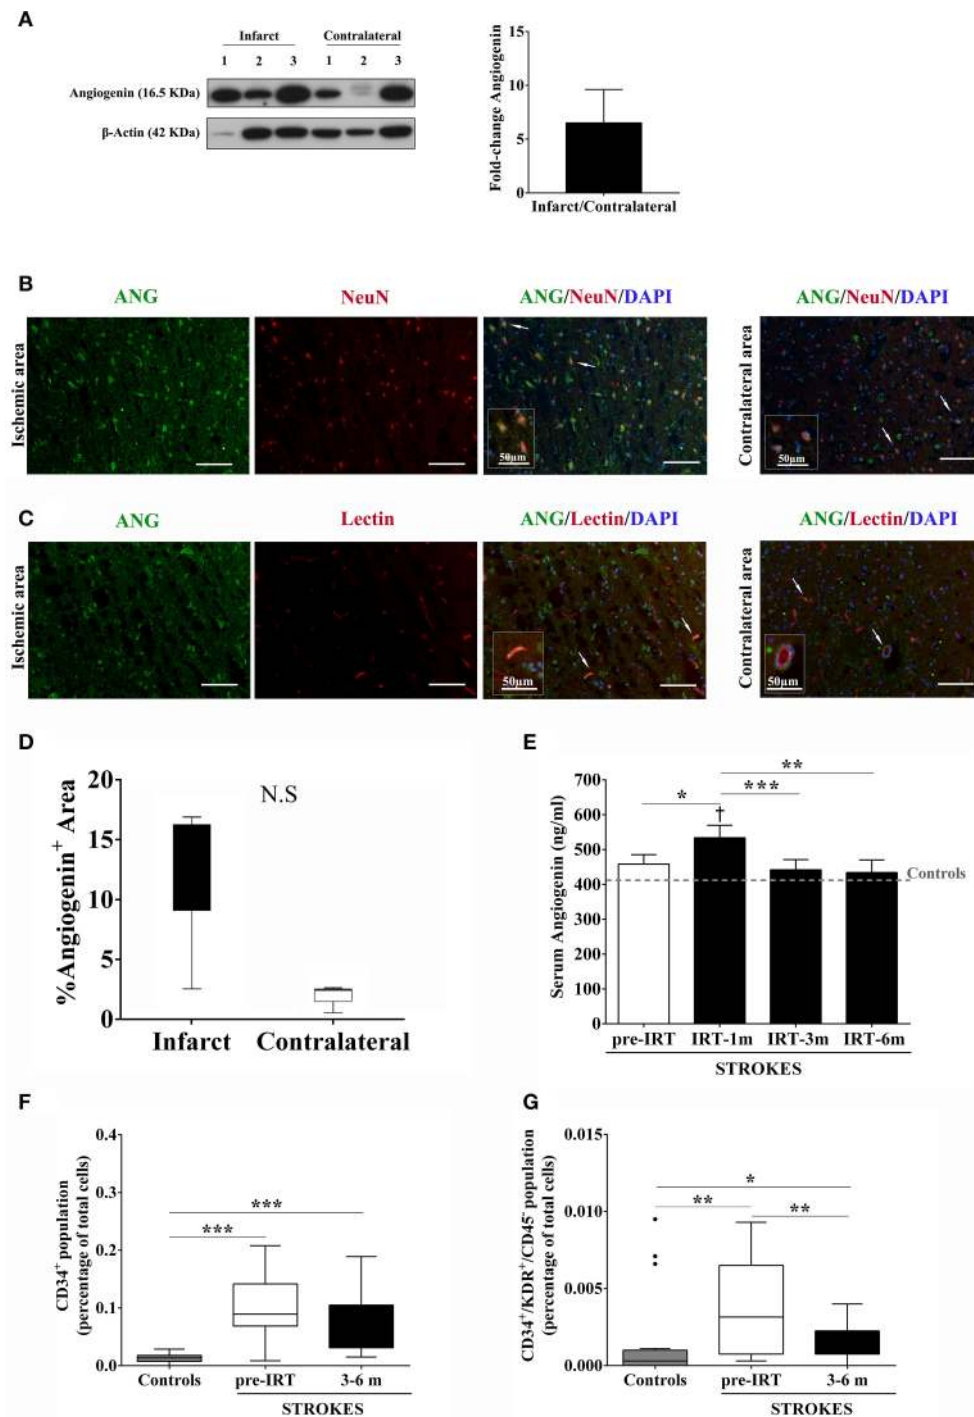 A
Infarct Contralateral
1 2 3 1 2 3
Angiogenin (16.5 KDa)
β-Actin (42 KDa)
Fold-change Angiogenin
15
10
5
0
Infarct/Contralateral
B
ANG NeuN ANG/NeuN/DAPI ANG/NeuN/DAPI
Ischemic area
50μm
Contralateral area
50μm
C
ANG Lectin ANG/Lectin/DAPI ANG/Lectin/DAPI
Ischemic area
50μm
Contralateral area
50μm
D
%Angiogenin⁺ Area
20
15
10
5
0
N.S
Infarct Contralateral
E
Serum Angiogenin (ng/ml)
700
600
500
400
300
200
100
0
**
* ***
†
Controls
pre-IRT IRT-1m IRT-3m IRT-6m
STROKES
F
CD34⁺ population
(percentage of total cells)
0.4
0.3
0.2
0.1
0.0
***
***
Controls pre-IRT 3-6 m
STROKES
G
CD34⁺/KDR⁺/CD45⁻ population
(percentage of total cells)
0.015
0.010
0.005
0.000
*
** **
Controls pre-IRT 3-6 m
STROKES